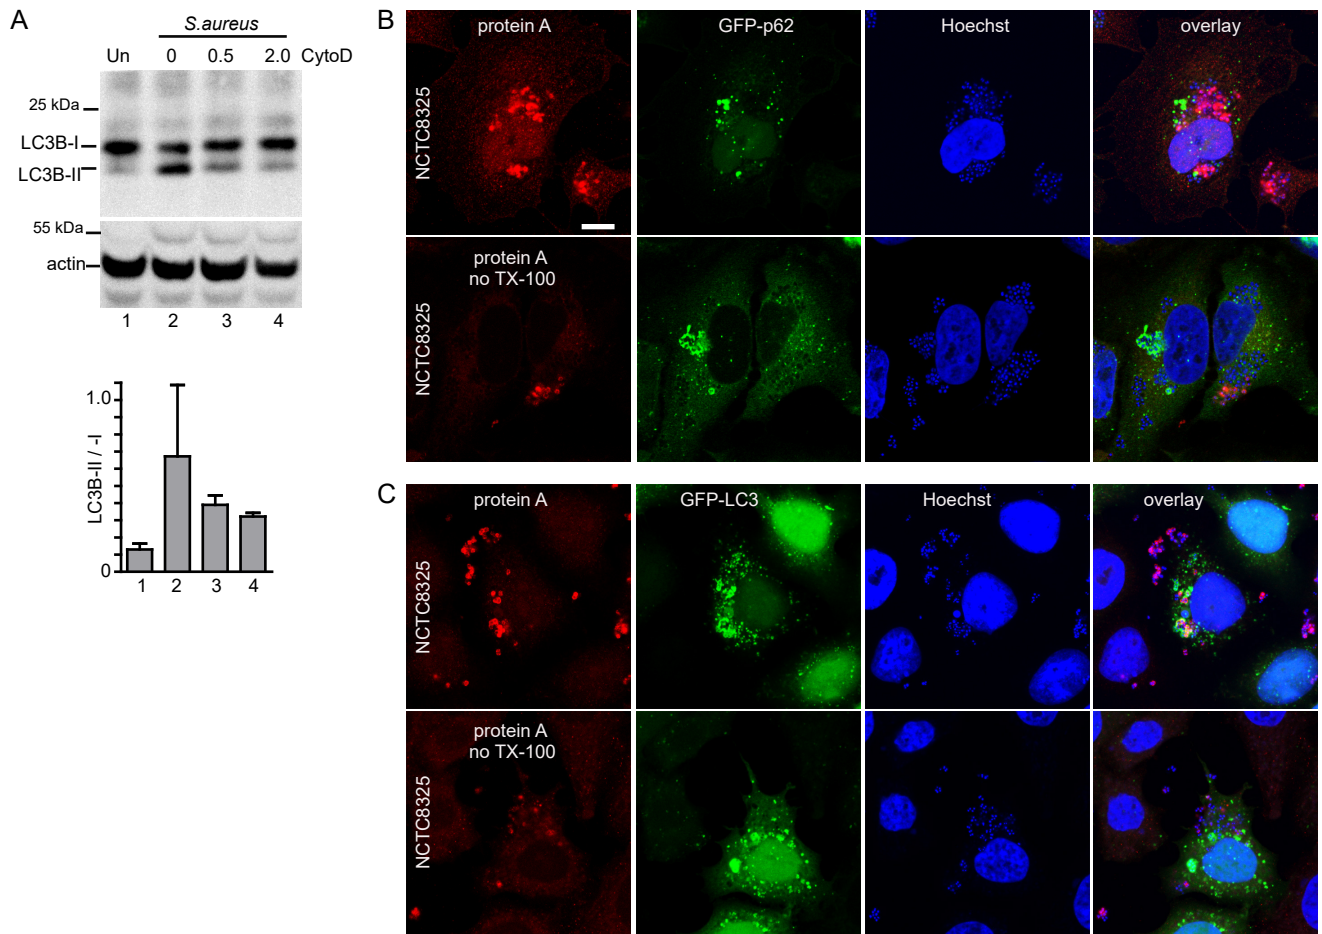 A
S.aureus
Un 0 0.5 2.0 CytoD
25 kDa
LC3B-I
LC3B-II
55 kDa
actin
1 2 3 4
1.0
LC3B-II / -I
0
1 2 3 4
B
protein A GFP-p62 Hoechst overlay
NCTC8325
protein A
no TX-100
NCTC8325
C
protein A GFP-LC3 Hoechst overlay
NCTC8325
protein A
no TX-100
NCTC8325